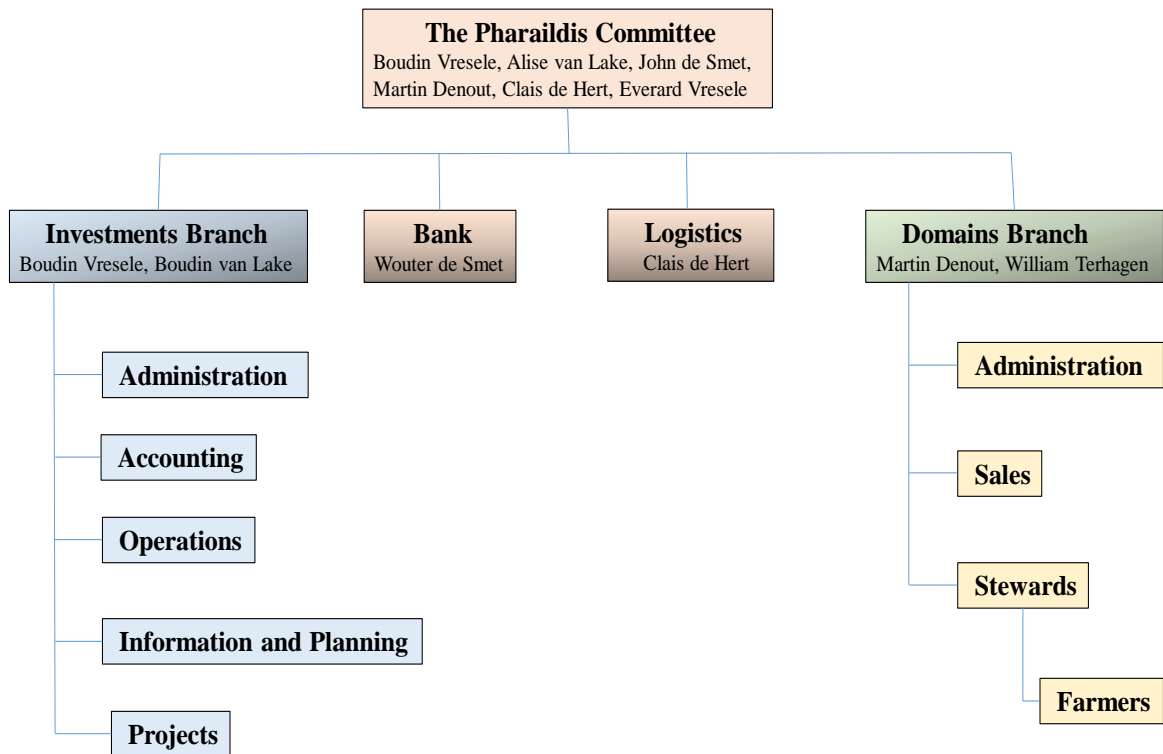 The Pharaildis Committee
Boudin Vresele, Alise van Lake, John de Smet,
Martin Denout, Clais de Hert, Everard Vresele
Investments Branch
Boudin Vresele, Boudin van Lake
Bank
Wouter de Smet
Logistics
Clais de Hert
Domains Branch
Martin Denout, William Terhagen
Administration
Accounting
Operations
Information and Planning
Projects
Administration
Sales
Stewards
Farmers